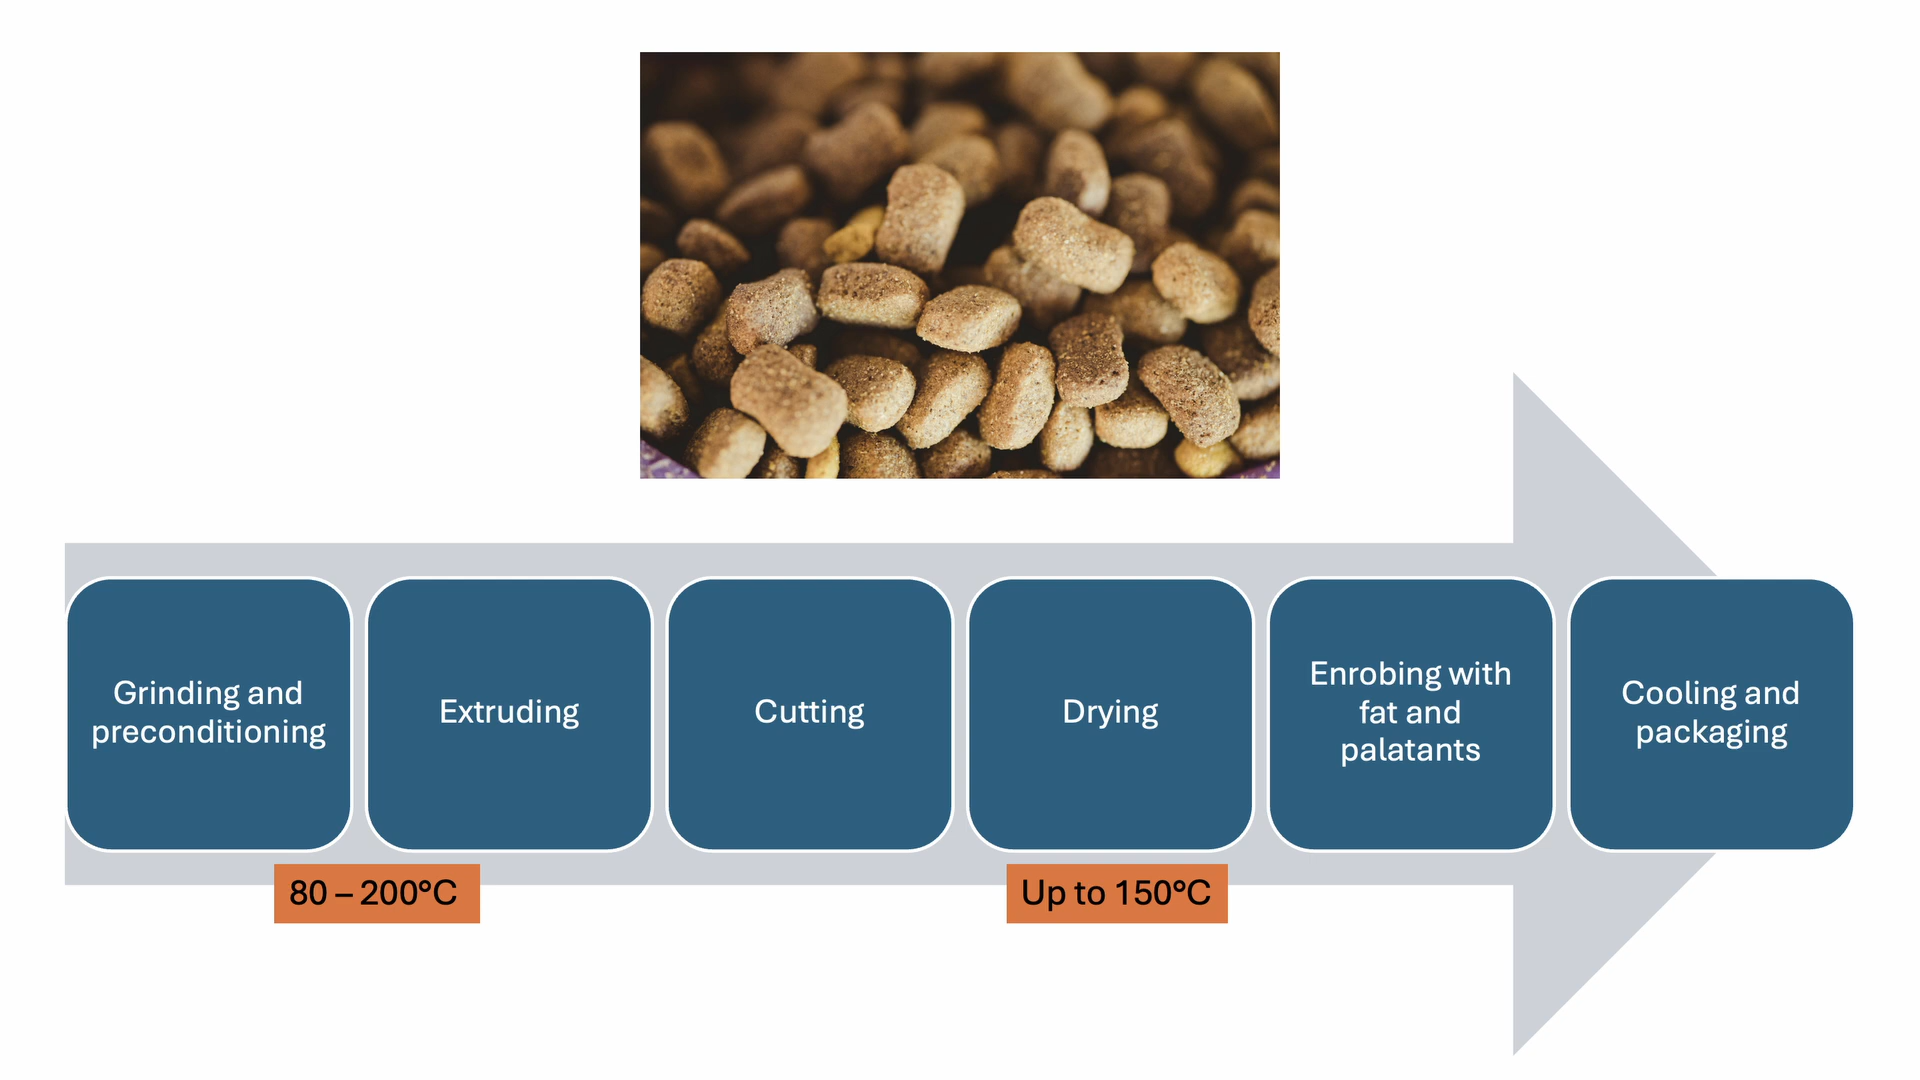 Grinding and
preconditioning
Extruding
Cutting
Drying
Enrobing with
fat and
palatants
Cooling and
packaging
80 – 200°C
Up to 150°C